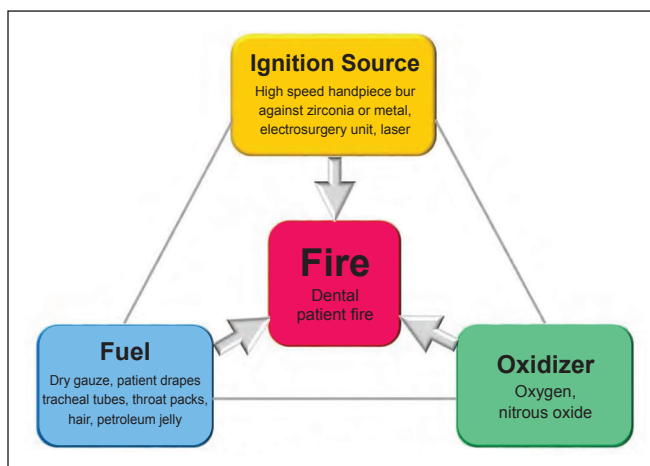 Ignition Source
High speed handpiece bur
against zirconia or metal,
electrosurgery unit, laser
Fire
Dental
patient fire
Fuel
Dry gauze, patient drapes
tracheal tubes, throat packs,
hair, petroleum jelly
Oxidizer
Oxygen,
nitrous oxide